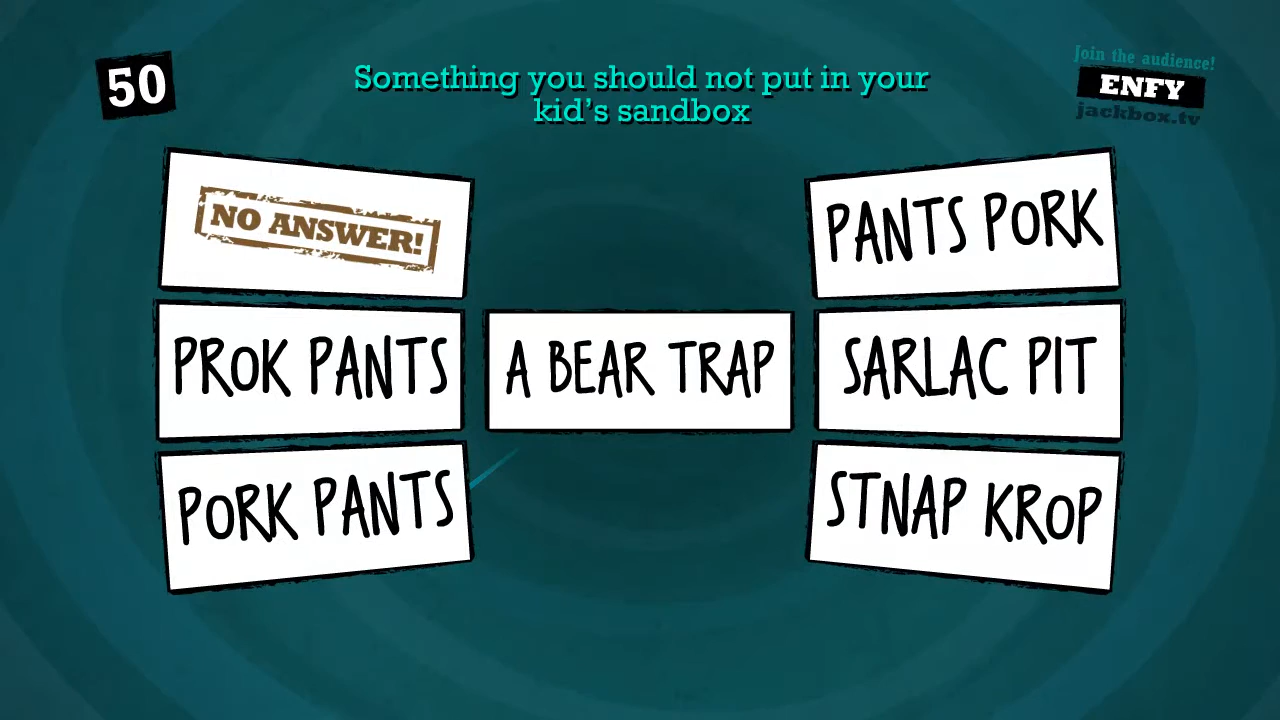 50
Something you should not put in your
kid's sandbox
Join the audience!
ENFY
jackbox.tv
NO ANSWER!
PANTS PORK
PROK PANTS
A BEAR TRAP
SARLAC PIT
PORK PANTS
STNAP KROP